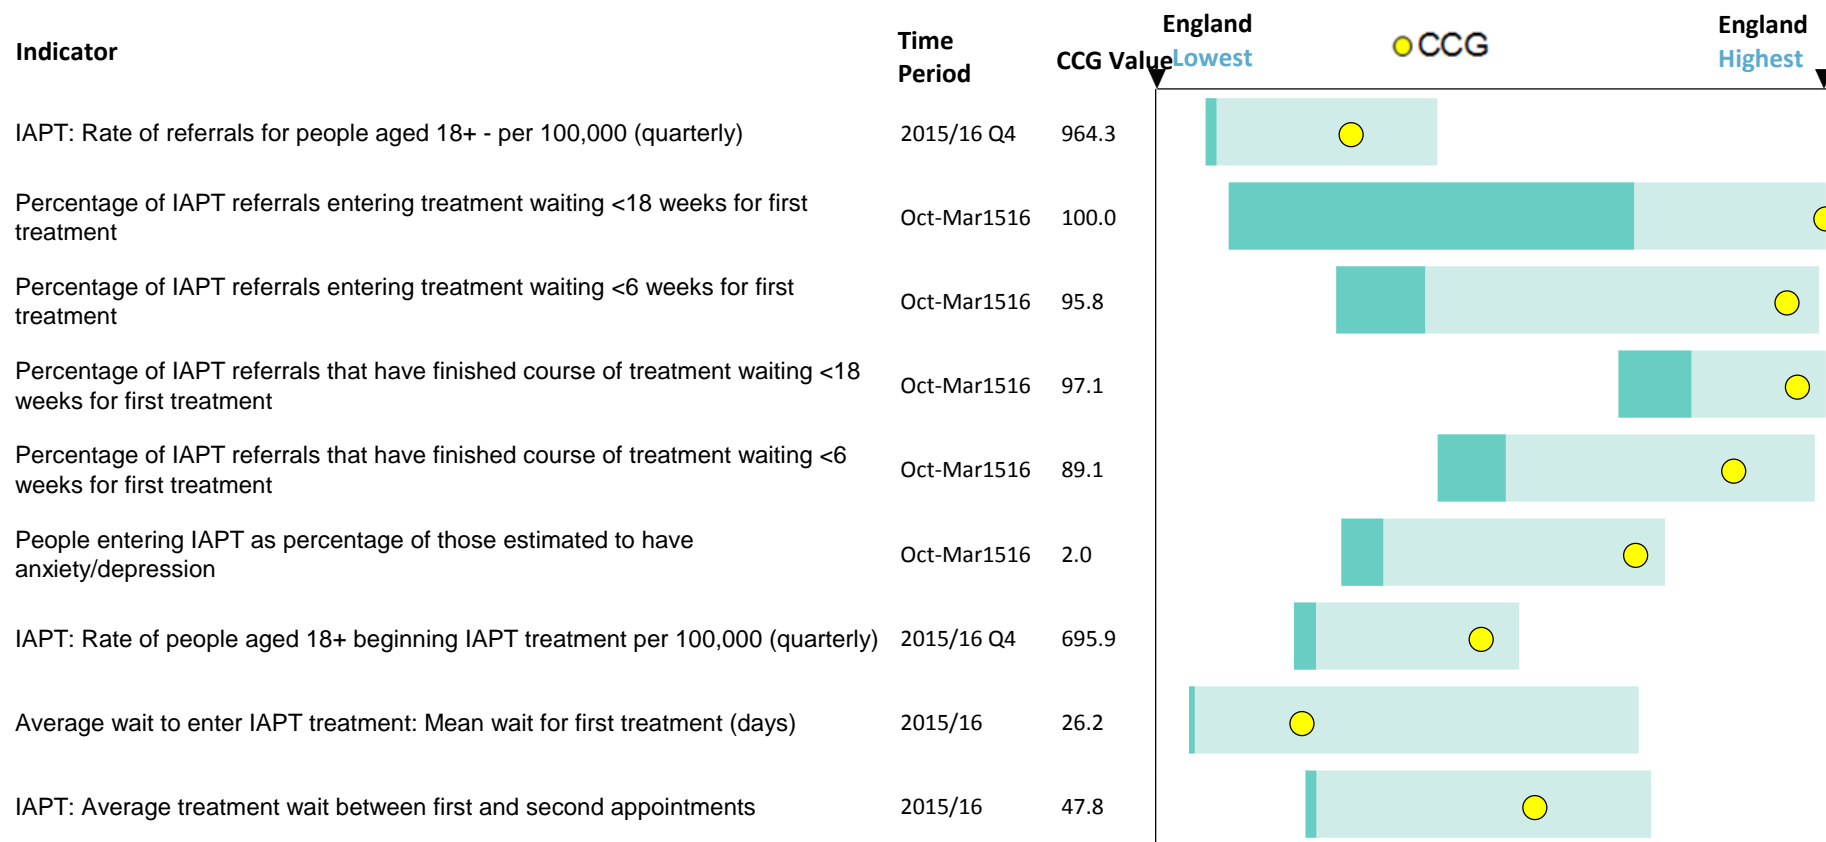 Indicator
Time
Period
CCG Value
England
Lowest
CCG
England
Highest
IAPT: Rate of referrals for people aged 18+ - per 100,000 (quarterly) 2015/16 Q4 964.3
Percentage of IAPT referrals entering treatment waiting <18 weeks for first
treatment
Oct-Mar1516 100.0
Percentage of IAPT referrals entering treatment waiting <6 weeks for first
treatment
Oct-Mar1516 95.8
Percentage of IAPT referrals that have finished course of treatment waiting <18
weeks for first treatment
Oct-Mar1516 97.1
Percentage of IAPT referrals that have finished course of treatment waiting <6
weeks for first treatment
Oct-Mar1516 89.1
People entering IAPT as percentage of those estimated to have
anxiety/depression
Oct-Mar1516 2.0
IAPT: Rate of people aged 18+ beginning IAPT treatment per 100,000 (quarterly) 2015/16 Q4 695.9
Average wait to enter IAPT treatment: Mean wait for first treatment (days) 2015/16 26.2
IAPT: Average treatment wait between first and second appointments 2015/16 47.8